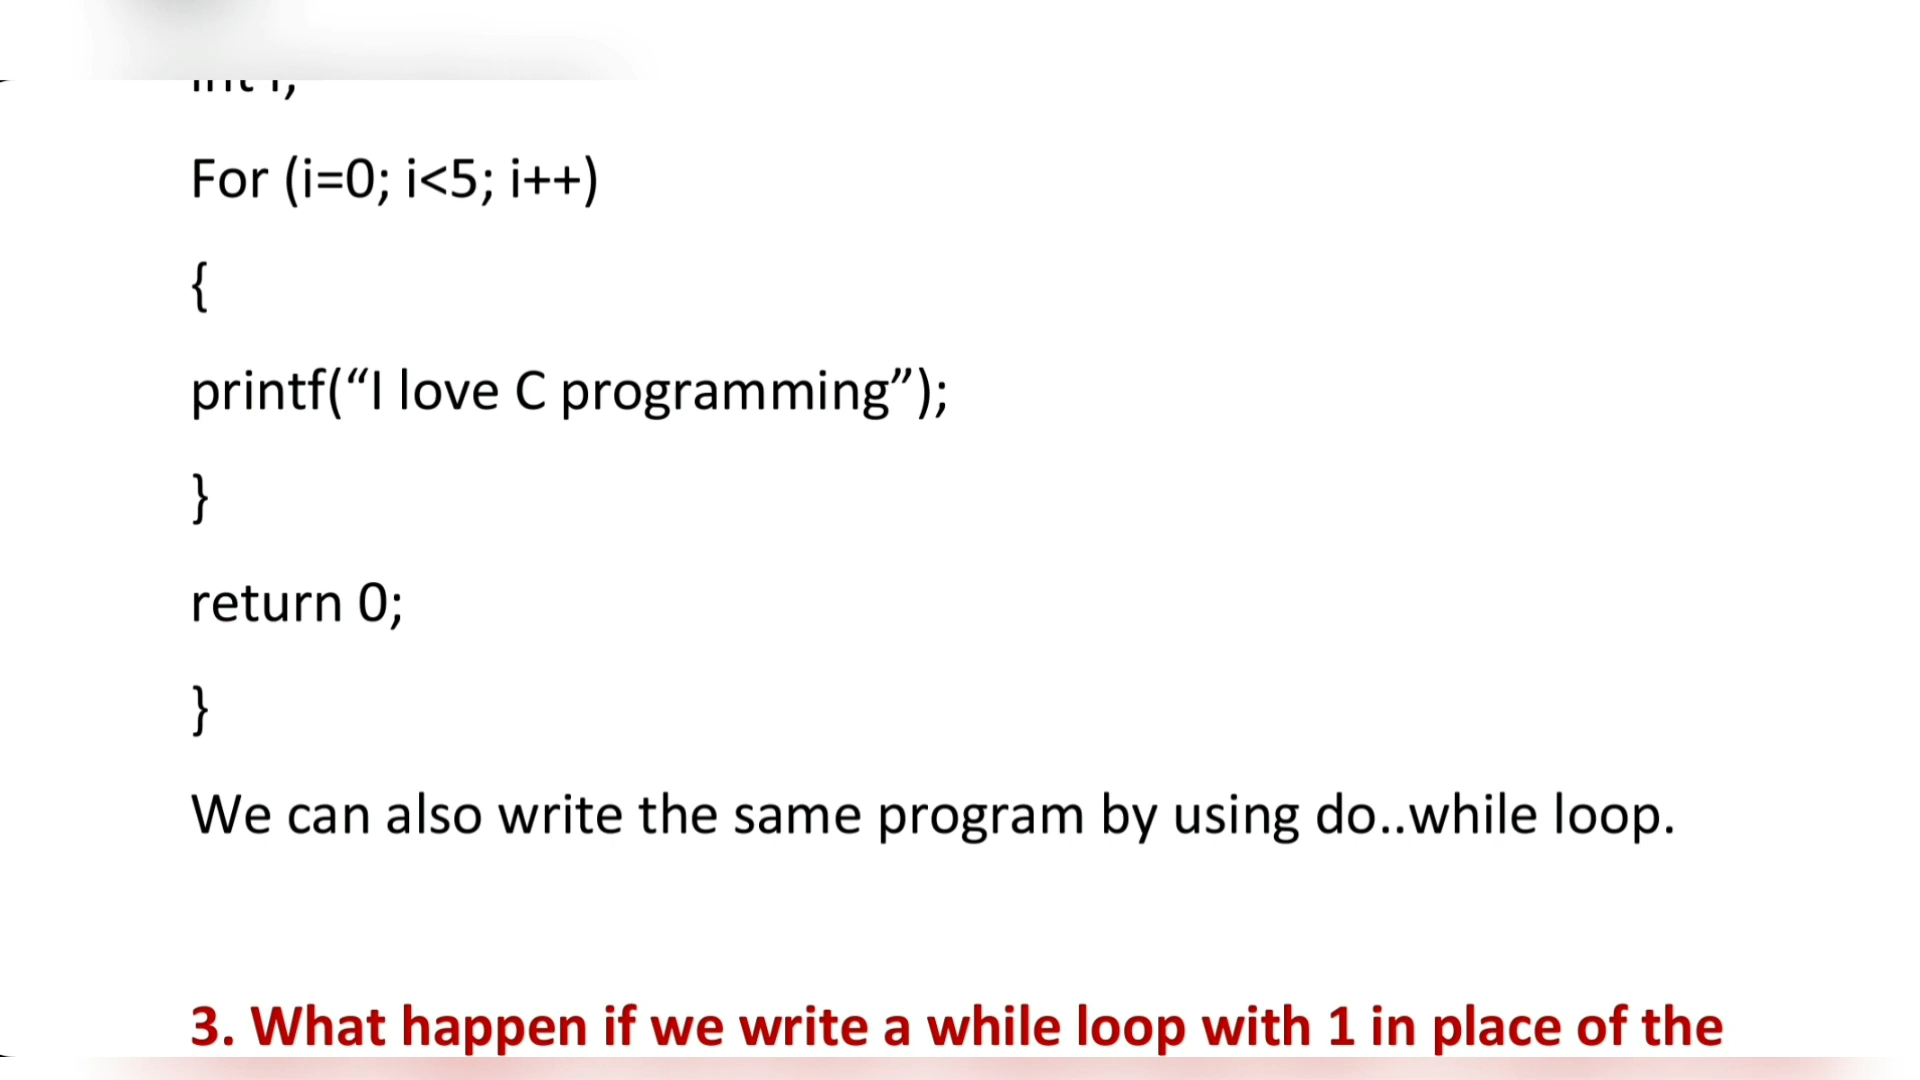 int i;
For (i=0; i<5; i++)
{
printf(“I love C programming”);
}
return 0;
}
We can also write the same program by using do..while loop.
3. What happen if we write a while loop with 1 in place of the